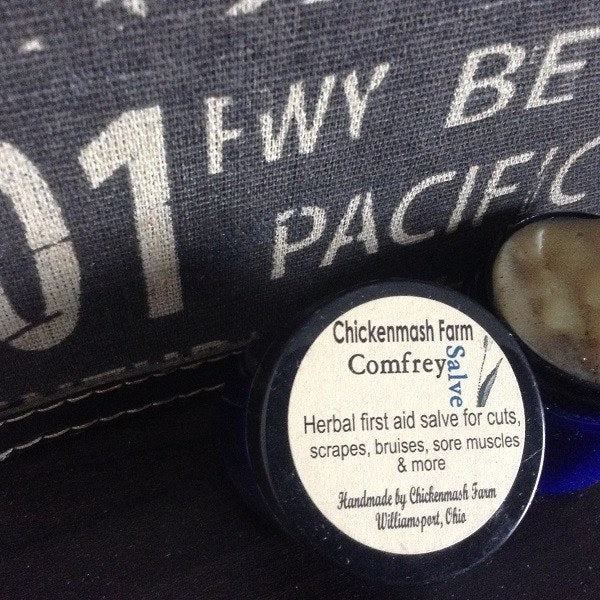 01 FWY BE
PACIFIC
Chickenmash Farm
Comfrey Salve
Herbal first aid salve for cuts,
scrapes, bruises, sore muscles
& more
Handmade by Chickenmash Farm
Williamsport, Ohio